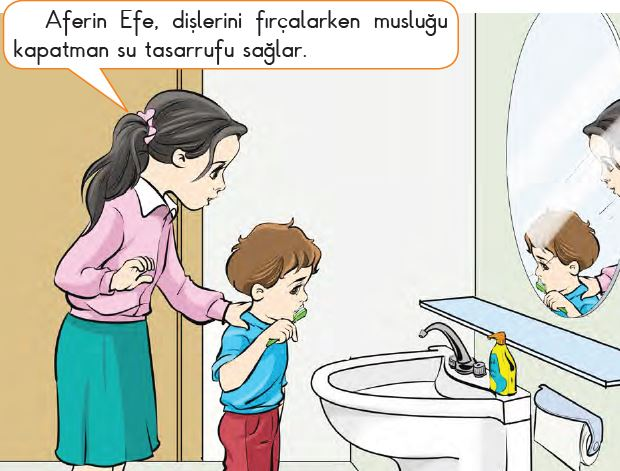 Aferin Efe, dişlerini fırçalarken musluğu
kapatman su tasarrufu sağlar.